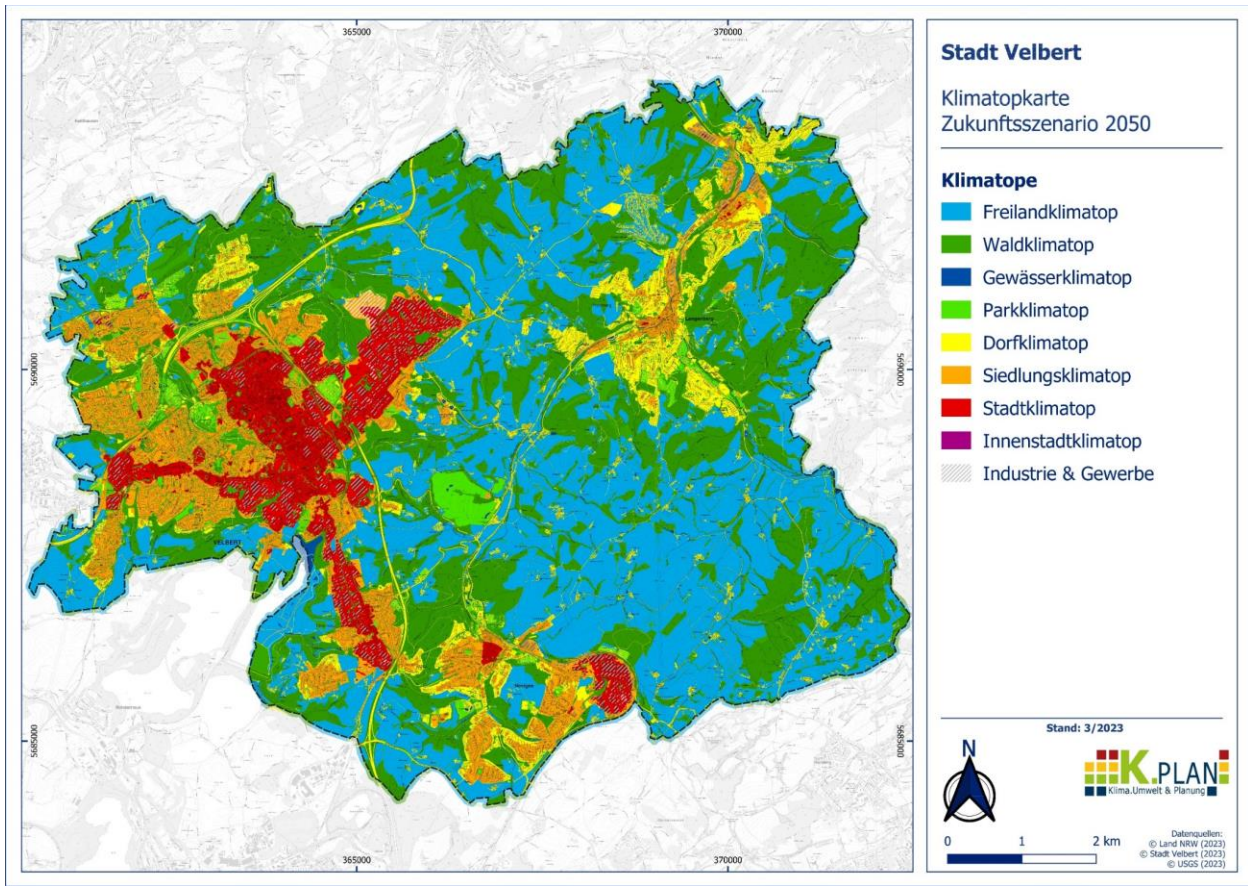 365000
370000
5690000
5690000
5685000
5685000
VELBERT
Langenberg
365000
370000
Stadt Velbert
Klimatopkarte
Zukunftsszenario 2050
Klimatope
Freilandklimatop
Waldklimatop
Gewässerklimatop
Parkklimatop
Dorfklimatop
Siedlungsklimatop
Stadtklimatop
Innenstadtklimatop
Industrie & Gewerbe
Stand: 3/2023
N
K.PLAN
Klima.Umwelt & Planung
0 1 2 km
Datenquellen:
© Land NRW (2023)
© Stadt Velbert (2023)
© USGS (2023)